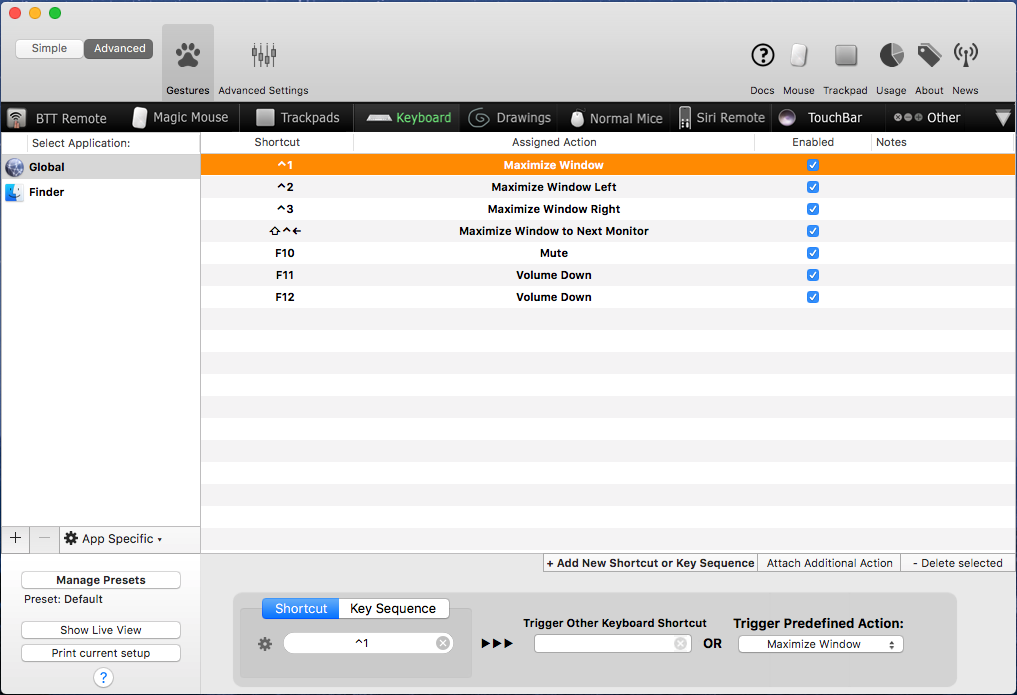 Simple
Advanced
Gestures
Advanced Settings
Docs
Mouse
Trackpad
Usage
About
News
BTT Remote
Magic Mouse
Trackpads
Keyboard
Drawings
Normal Mice
Siri Remote
TouchBar
Other
Select Application:
Shortcut
Assigned Action
Enabled
Notes
Global
Finder
^1 Maximize Window
^2 Maximize Window Left
^3 Maximize Window Right
⇧^← Maximize Window to Next Monitor
F10 Mute
F11 Volume Down
F12 Volume Down
+ − App Specific
+ Add New Shortcut or Key Sequence
Attach Additional Action
- Delete selected
Manage Presets
Preset: Default
Show Live View
Print current setup
?
Shortcut
Key Sequence
^1
Trigger Other Keyboard Shortcut
OR
Trigger Predefined Action:
Maximize Window